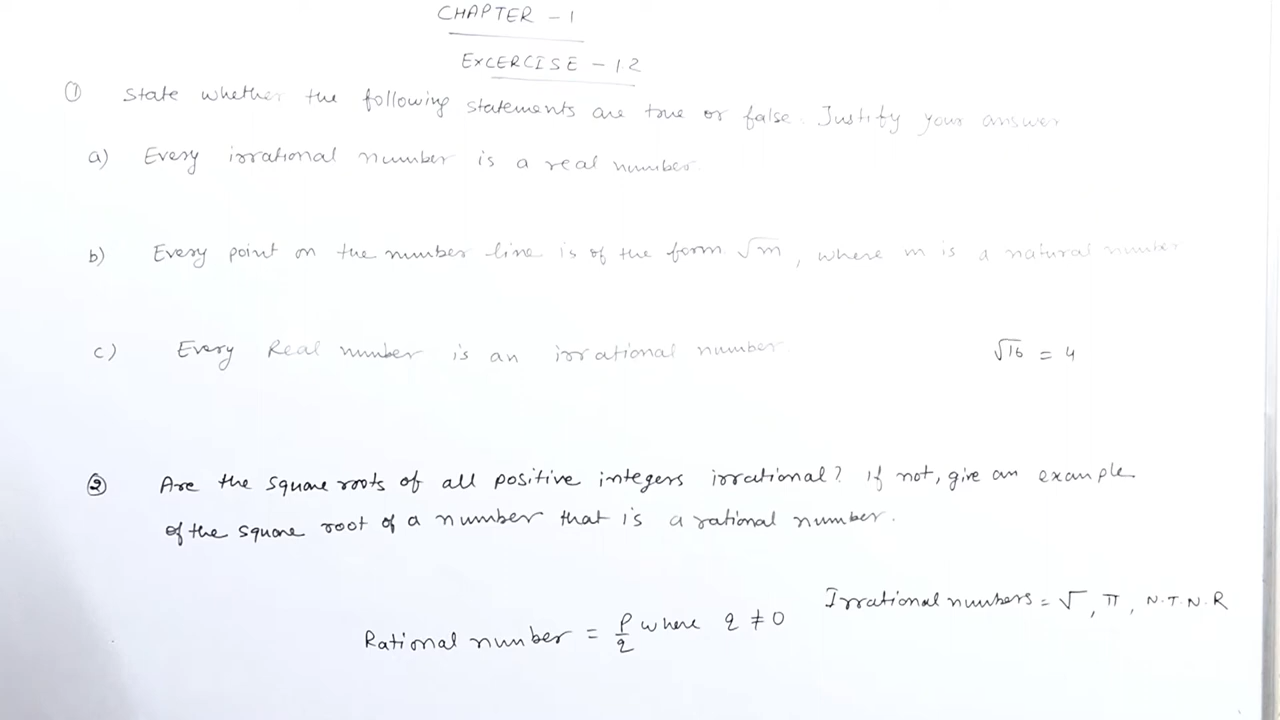 CHAPTER - 1
EXCERCISE - 1 2
① State whether the following statements are true or false. Justify your answer
a) Every irrational number is a real number.
b) Every point on the number line is of the form √m, where m is a natural number
c) Every Real number is an irrational number.
√16 = 4
② Are the square roots of all positive integers irrational? If not, give an example
of the square root of a number that is a rational number.
Irrational numbers = √, π, N.T.N.R
Rational number = p/q where q ≠ 0